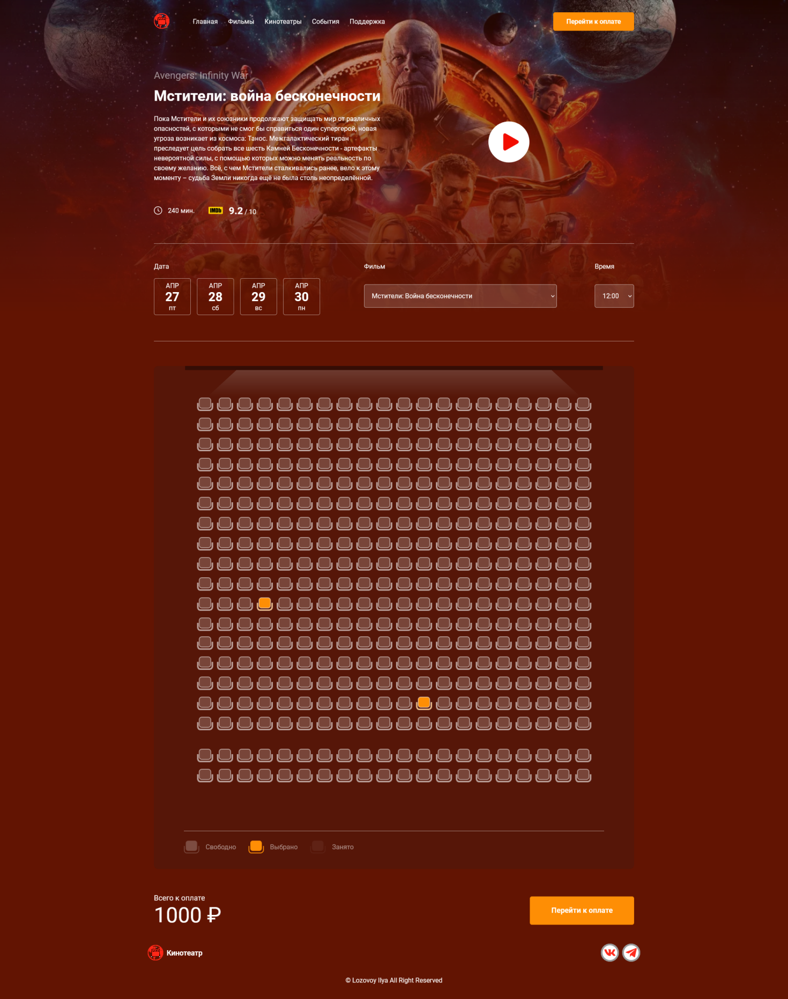 Главная Фильмы Кинотеатры События Поддержка Перейти к оплате
Avengers: Infinity War
Мстители: война бесконечности
Пока Мстители и их союзники продолжают защищать мир от различных
опасностей, с которыми не смог бы справиться один супергерой, новая
угроза возникает из космоса: Танос. Межгалактический тиран
преследует цель собрать все шесть Камней Бесконечности - артефакты
невероятной силы, с помощью которых можно менять реальность по
своему желанию. Всё, с чем Мстители сталкивались ранее, вело к этому
моменту – судьба Земли никогда ещё не была столь неопределённой.
240 мин. IMDb 9.2 / 10
Дата
АПР
27
пт
АПР
28
сб
АПР
29
вс
АПР
30
пн
Фильм
Мстители: Война бесконечности
Время
12:00
Свободно Выбрано Занято
Всего к оплате
1000 ₽
Перейти к оплате
Кинотеатр
© Lozovoy Ilya All Right Reserved